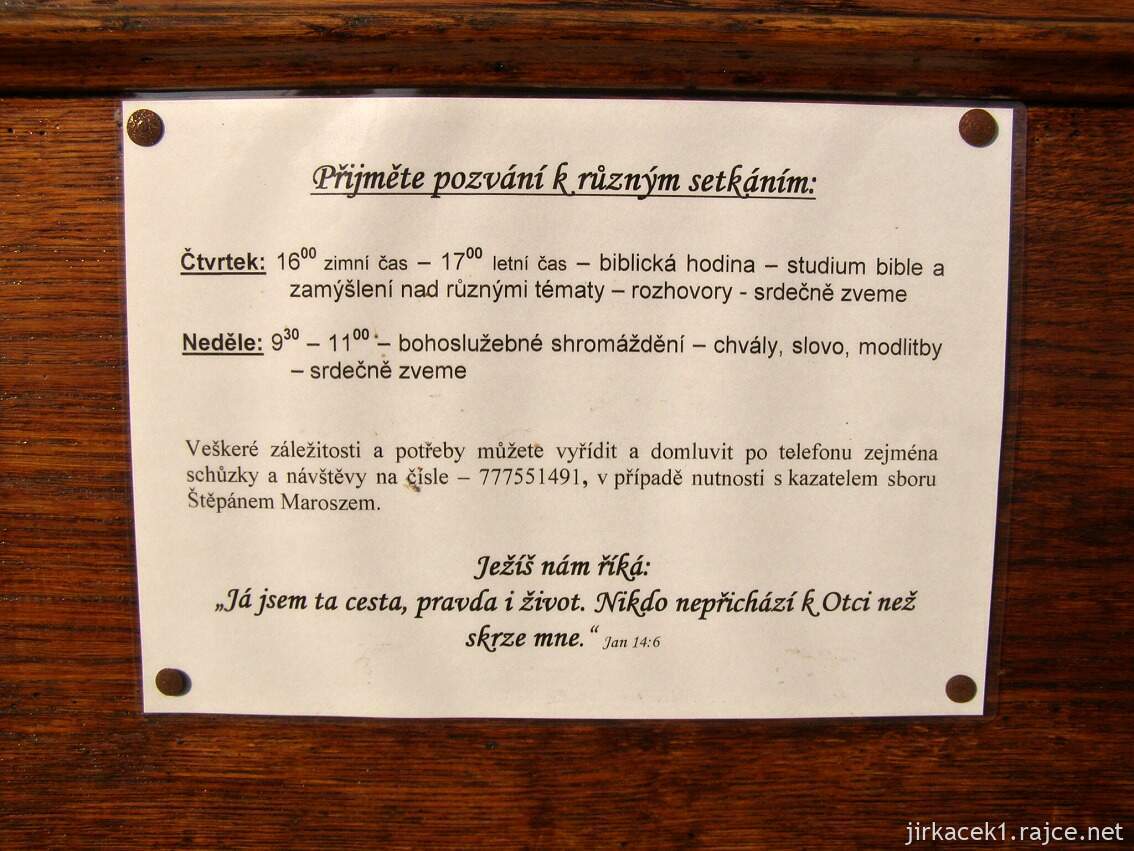 Přijměte pozvání k různým setkáním:
Čtvrtek: 16⁰⁰ zimní čas – 17⁰⁰ letní čas – biblická hodina – studium bible a
zamýšlení nad různými tématy – rozhovory - srdečně zveme
Neděle: 9³⁰ – 11⁰⁰ – bohoslužebné shromáždění – chvály, slovo, modlitby
– srdečně zveme
Veškeré záležitosti a potřeby můžete vyřídit a domluvit po telefonu zejména
schůzky a návštěvy na čísle – 777551491, v případě nutnosti s kazatelem sboru
Štěpánem Maroszem.
Ježíš nám říká:
„Já jsem ta cesta, pravda i život. Nikdo nepřichází k Otci než
skrze mne.“ Jan 14:6
jirkacek1.rajce.net